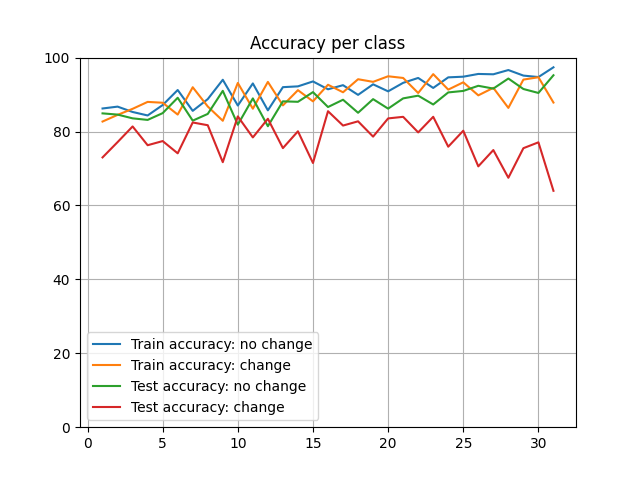 Accuracy per class
100
80
60
40
20
0
0 5 10 15 20 25 30
Train accuracy: no change
Train accuracy: change
Test accuracy: no change
Test accuracy: change